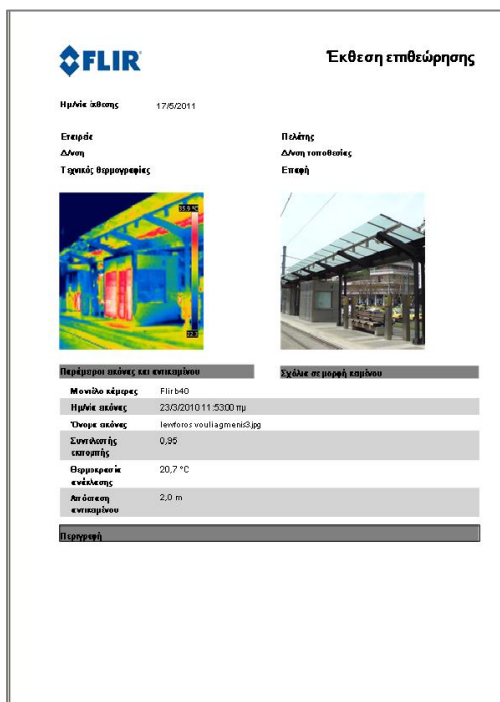 FLIR
Έκθεση επιθεώρησης
Ημ/νία έκθεσης 17/5/2011
Εταιρεία Πελάτης
Δ/νση Δ/νση τοποθεσίας
Τεχνικός θερμογραφίας Επαφή
Παράμετροι εικόνας και αντικειμένου Σχόλια σε μορφή κειμένου
Μοντέλο κάμερας Flir b40
Ημ/νία εικόνας 23/3/2010 11:53:00 πμ
Όνομα εικόνας lewforos vouliagmenis3.jpg
Συντελεστής
εκπομπής 0,95
Θερμοκρασία
ανάκλασης 20,7 °C
Απόσταση
αντικειμένου 2,0 m
Περιγραφή